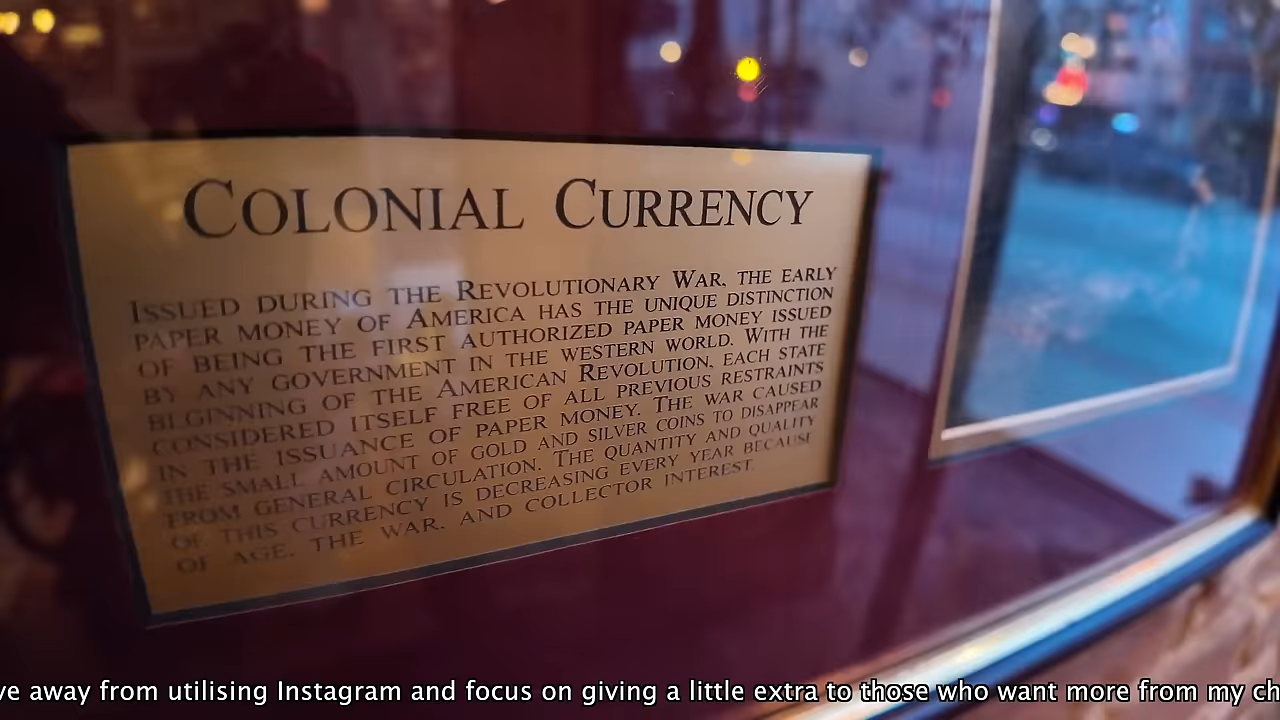 COLONIAL CURRENCY
ISSUED DURING THE REVOLUTIONARY WAR, THE EARLY
PAPER MONEY OF AMERICA HAS THE UNIQUE DISTINCTION
OF BEING THE FIRST AUTHORIZED PAPER MONEY ISSUED
BY ANY GOVERNMENT IN THE WESTERN WORLD. WITH THE
BEGINNING OF THE AMERICAN REVOLUTION, EACH STATE
CONSIDERED ITSELF FREE OF ALL PREVIOUS RESTRAINTS
IN THE ISSUANCE OF PAPER MONEY. THE WAR CAUSED
THE SMALL AMOUNT OF GOLD AND SILVER COINS TO DISAPPEAR
FROM GENERAL CIRCULATION. THE QUANTITY AND QUALITY
OF THIS CURRENCY IS DECREASING EVERY YEAR BECAUSE
OF AGE, THE WAR, AND COLLECTOR INTEREST.
ve away from utilising Instagram and focus on giving a little extra to those who want more from my ch